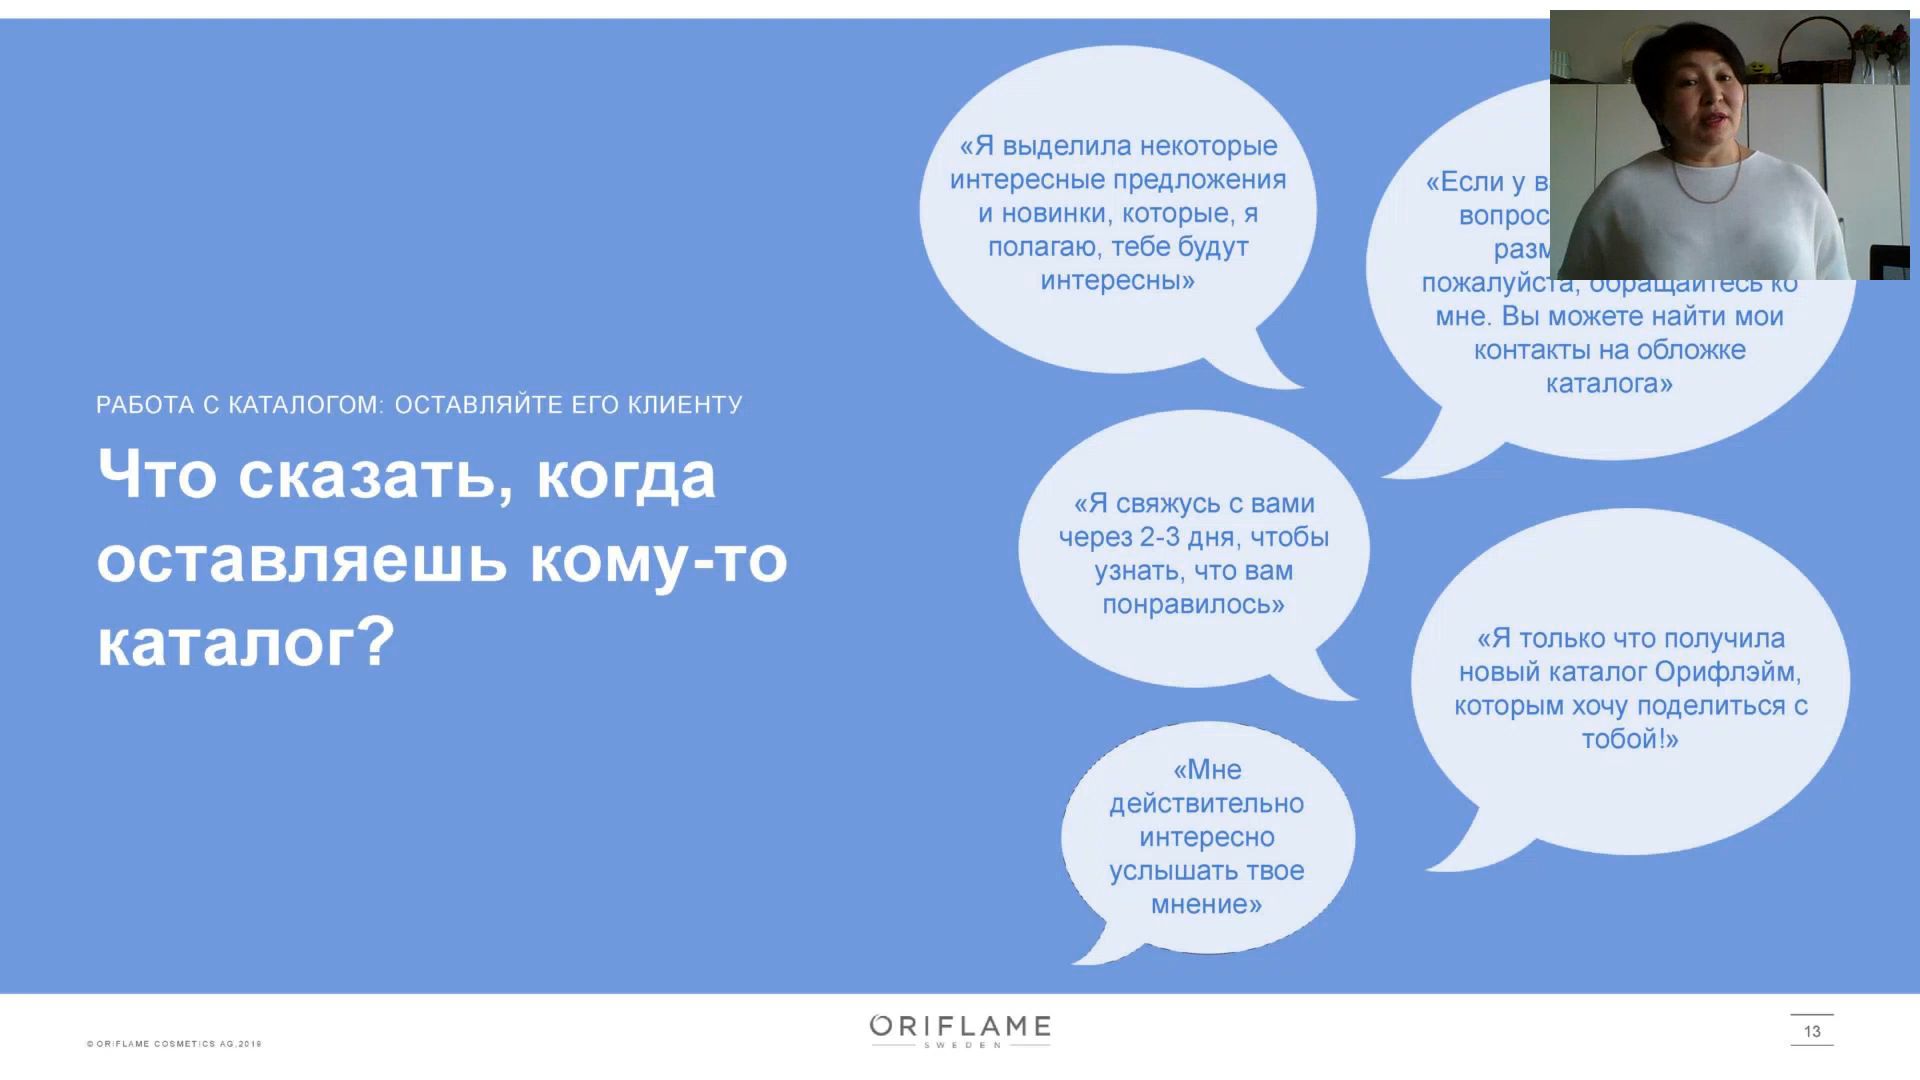 РАБОТА С КАТАЛОГОМ: ОСТАВЛЯЙТЕ ЕГО КЛИЕНТУ
Что сказать, когда
оставляешь кому-то
каталог?
«Я выделила некоторые
интересные предложения
и новинки, которые, я
полагаю, тебе будут
интересны»
«Если у
пожалуйста, обращайтесь ко
мне. Вы можете найти мои
контакты на обложке
каталога»
«Я свяжусь с вами
через 2-3 дня, чтобы
узнать, что вам
понравилось»
«Я только что получила
новый каталог Орифлэйм,
которым хочу поделиться с
тобой!»
«Мне
действительно
интересно
услышать твое
мнение»
© ORIFLAME COSMETICS AG,2019
ORIFLAME
SWEDEN
13